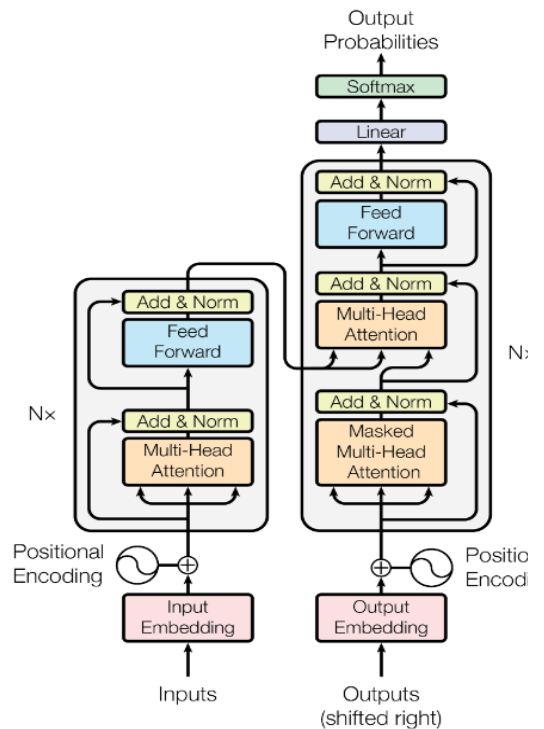 Output
Probabilities
Softmax
Linear
Add & Norm
Feed
Forward
Add & Norm
Multi-Head
Attention
Add & Norm
Masked
Multi-Head
Attention
N
Add & Norm
Feed
Forward
Add & Norm
Multi-Head
Attention
N×
Positional
Encoding
Positio
Encodi
Input
Embedding
Output
Embedding
Inputs
Outputs
(shifted right)